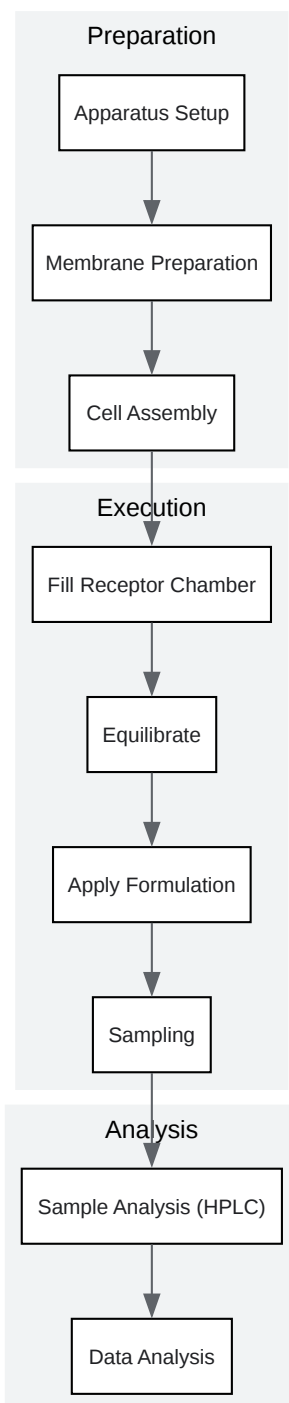 Preparation
Apparatus Setup
Membrane Preparation
Cell Assembly
Execution
Fill Receptor Chamber
Equilibrate
Apply Formulation
Sampling
Analysis
Sample Analysis (HPLC)
Data Analysis